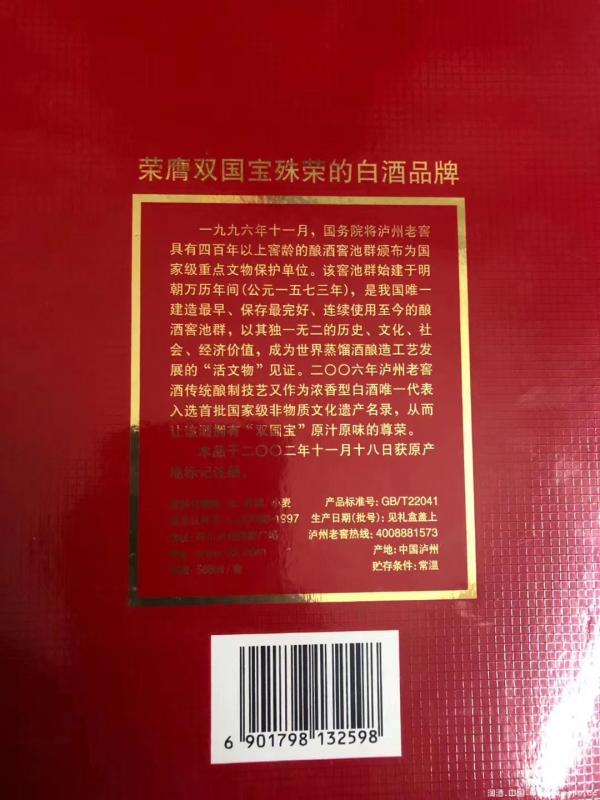 荣膺双国宝殊荣的白酒品牌
一九九六年十一月，国务院将泸州老窖
具有四百年以上窖龄的酿酒窖池群颁布为国
家级重点文物保护单位。该窖池群始建于明
朝万历年间(公元一五七三年)，是我国唯一
建造最早、保存最完好、连续使用至今的酿
酒窖池群，以其独一无二的历史、文化、社
会、经济价值，成为世界蒸馏酒酿造工艺发
展的“活文物”见证。二〇〇六年泸州老窖
酒传统酿制技艺又作为浓香型白酒唯一代表
入选首批国家级非物质文化遗产名录，从而
让该酒拥有“双国宝”原汁原味的尊荣。
本品于二〇〇二年十一月十八日获原产
地标记注册。
小麦 产品标准号：GB/T22041
1997 生产日期(批号)：见礼盒盖上
泸州老窖热线：4008881573
产地：中国泸州
贮存条件：常温
6 901798 132598